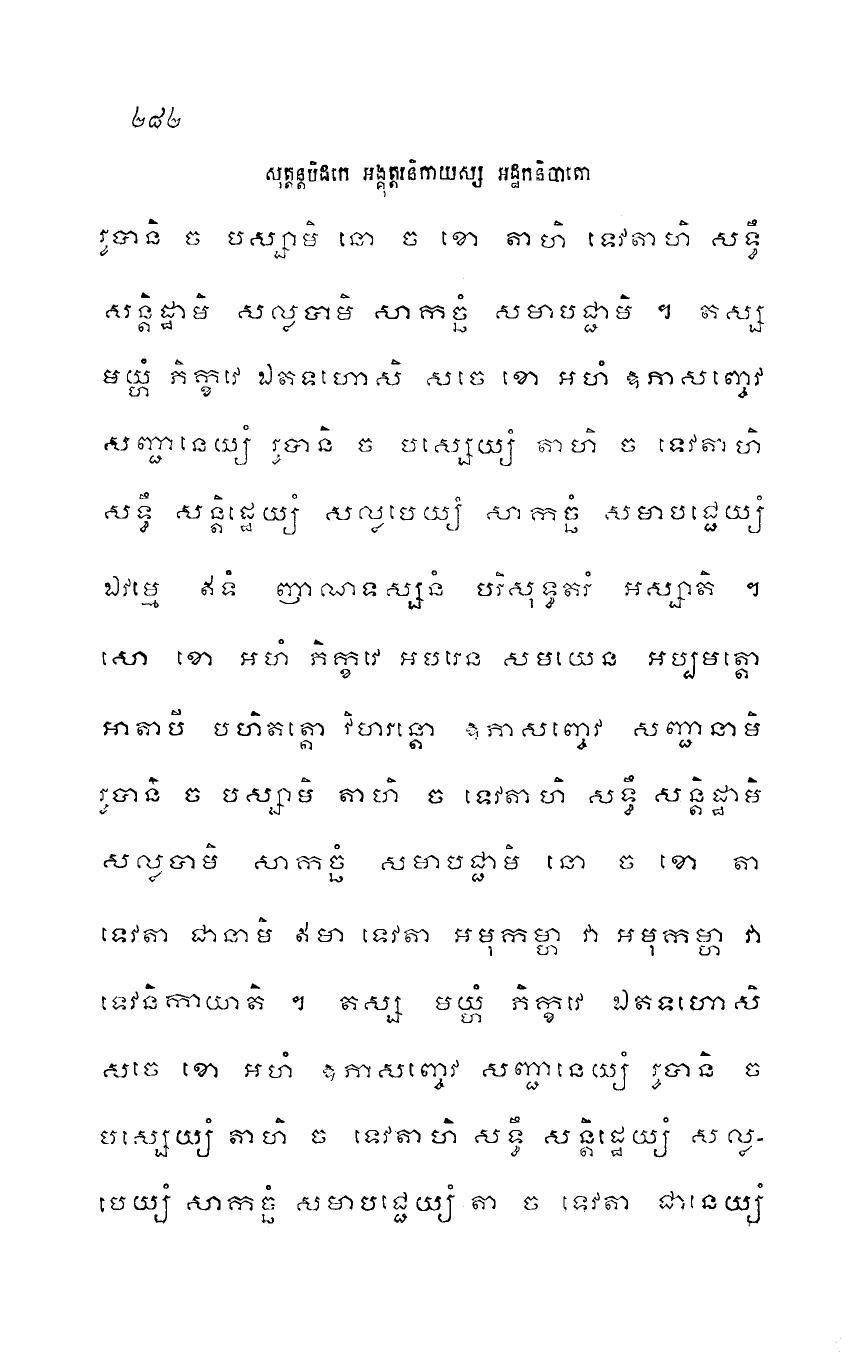 ២៨២
សុត្តន្តបិដកេ អង្គុត្តរនិកាយស្ស អដ្ឋកនិបាតោ
រូបានិ ច បស្សាមិ នោ ច ខោ តាហិ ទេវតាហិ សទ្ធឹ
សន្តិដ្ឋាមិ សល្លបាមិ សាកច្ឆំ សមាបជ្ជាមិ ។ តស្ស
មយ្ហំ ភិក្ខវេ ឯតទហោសិ សចេ ខោ អហំ ឱភាសញ្ចេវ
សញ្ជានេយ្យំ រូបានិ ច បស្សេយ្យំ តាហិ ច ទេវតាហិ
សទ្ធឹ សន្តិដ្ឋេយ្យំ សល្លបេយ្យំ សាកច្ឆំ សមាបជ្ជេយ្យំ
ឯវម្មេ ឥទំ ញាណទស្សនំ បរិសុទ្ធតរំ អស្សាតិ ។
សោ ខោ អហំ ភិក្ខវេ អបរេន សមយេន អប្បមត្តោ
អាតាបី បហិតត្តោ វិហរន្តោ ឱភាសញ្ចេវ សញ្ជានាមិ
រូបានិ ច បស្សាមិ តាហិ ច ទេវតាហិ សទ្ធឹ សន្តិដ្ឋាមិ
សល្លបាមិ សាកច្ឆំ សមាបជ្ជាមិ នោ ច ខោ តា
ទេវតា ជានាមិ ឥមា ទេវតា អមុកម្ហា វា អមុកម្ហា វា
ទេវនិកាយាតិ ។ តស្ស មយ្ហំ ភិក្ខវេ ឯតទហោសិ
សចេ ខោ អហំ ឱភាសញ្ចេវ សញ្ជានេយ្យំ រូបានិ ច
បស្សេយ្យំ តាហិ ច ទេវតាហិ សទ្ធឹ សន្តិដ្ឋេយ្យំ សល្ល-
បេយ្យំ សាកច្ឆំ សមាបជ្ជេយ្យំ តា ច ទេវតា ជានេយ្យំ